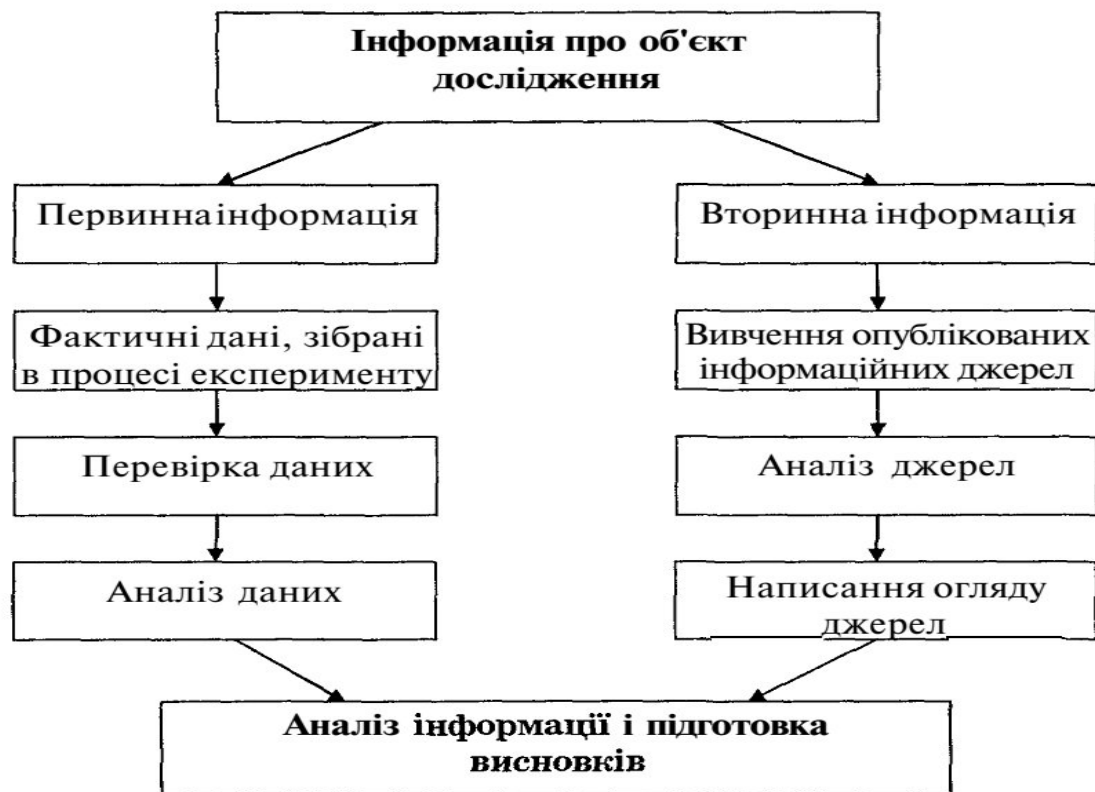 Інформація про об'єкт
дослідження
Первинна інформація
Вторинна інформація
Фактичні дані, зібрані
в процесі експерименту
Вивчення опублікованих
інформаційних джерел
Перевірка даних
Аналіз джерел
Аналіз даних
Написання огляду
джерел
Аналіз інформації і підготовка
висновків